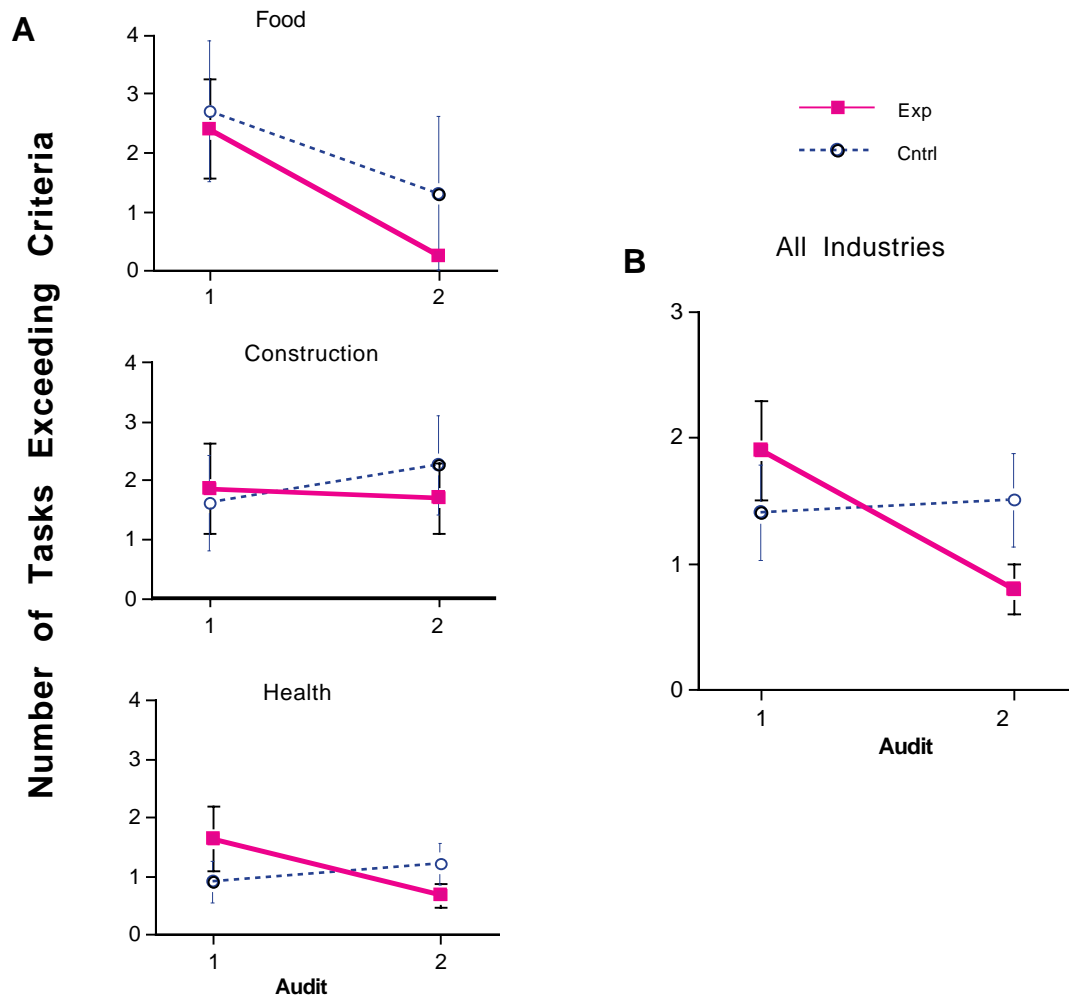 A
Number of Tasks Exceeding Criteria
Food
4
3
2
1
0
1 2
Construction
4
3
2
1
0
1 2
Health
4
3
2
1
0
1 2
Audit
Exp
Cntrl
B
All Industries
3
2
1
0
1 2
Audit